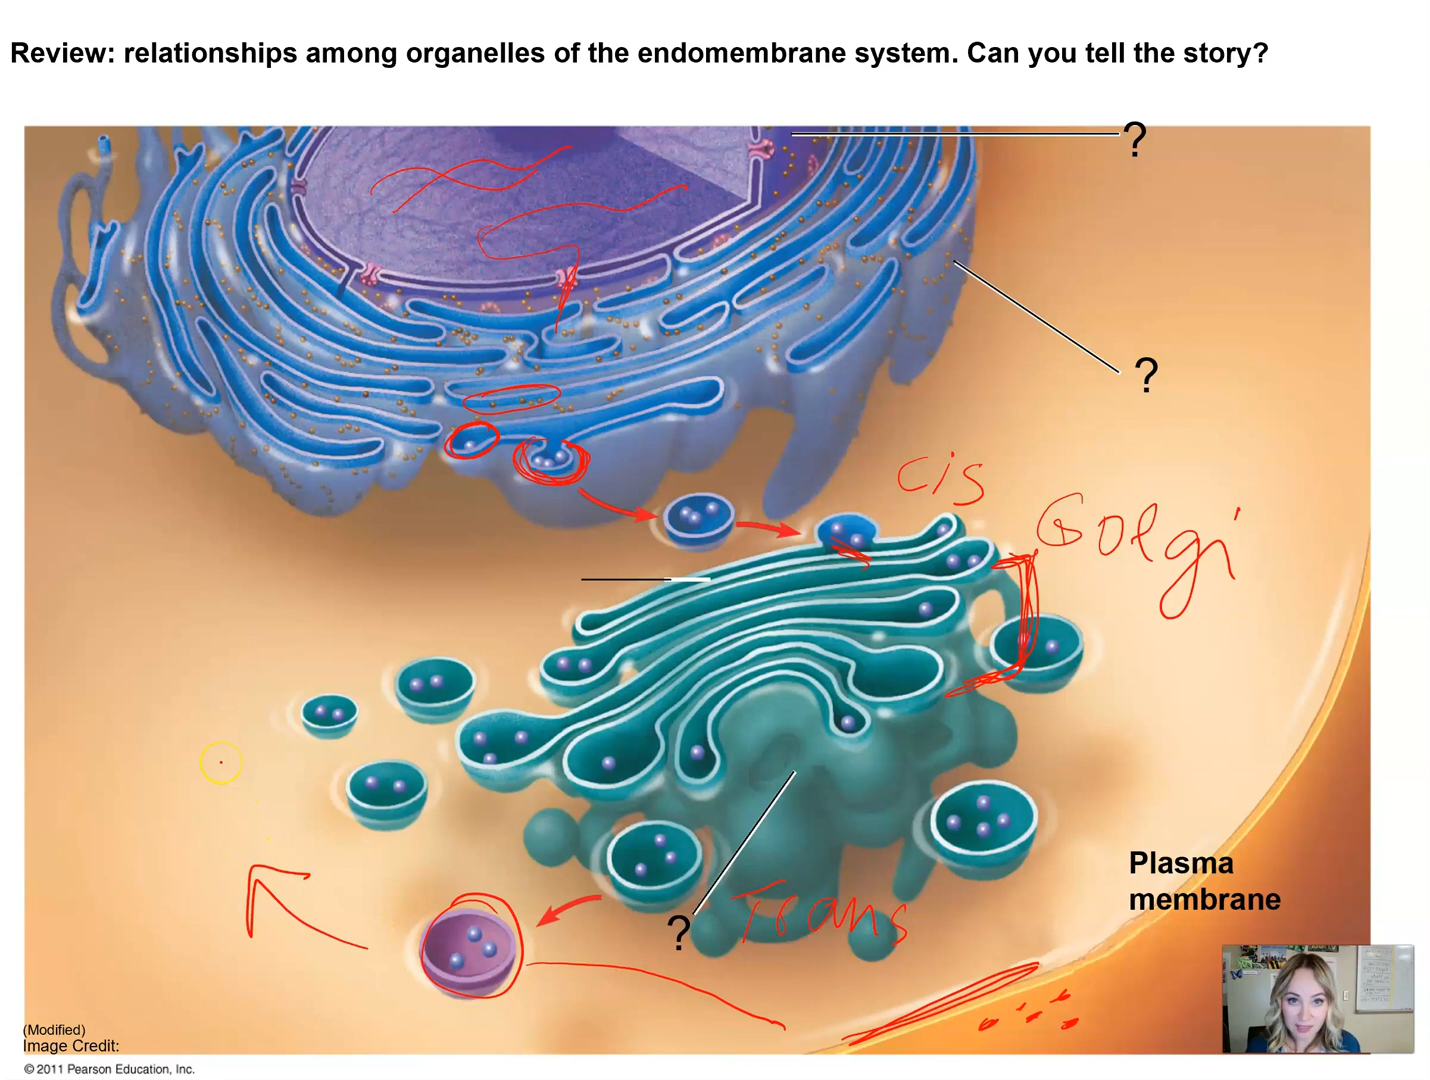 Review: relationships among organelles of the endomembrane system. Can you tell the story?
?
?
cis
Golgi
Plasma
membrane
?
Trans
(Modified)
Image Credit:
© 2011 Pearson Education, Inc.